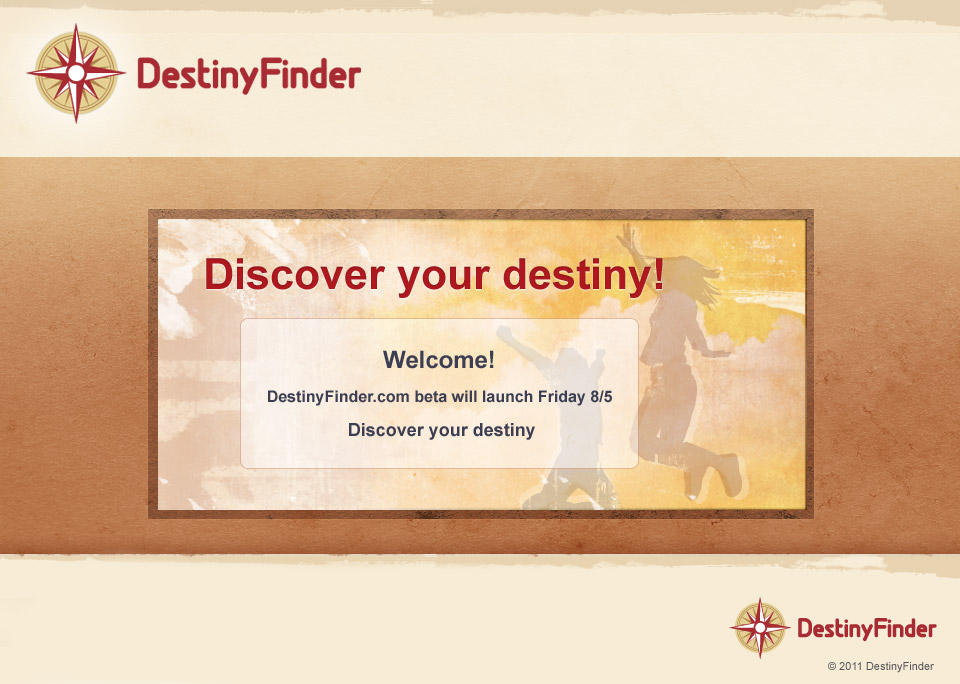 DestinyFinder
Discover your destiny!
Welcome!
DestinyFinder.com beta will launch Friday 8/5
Discover your destiny
DestinyFinder
© 2011 DestinyFinder